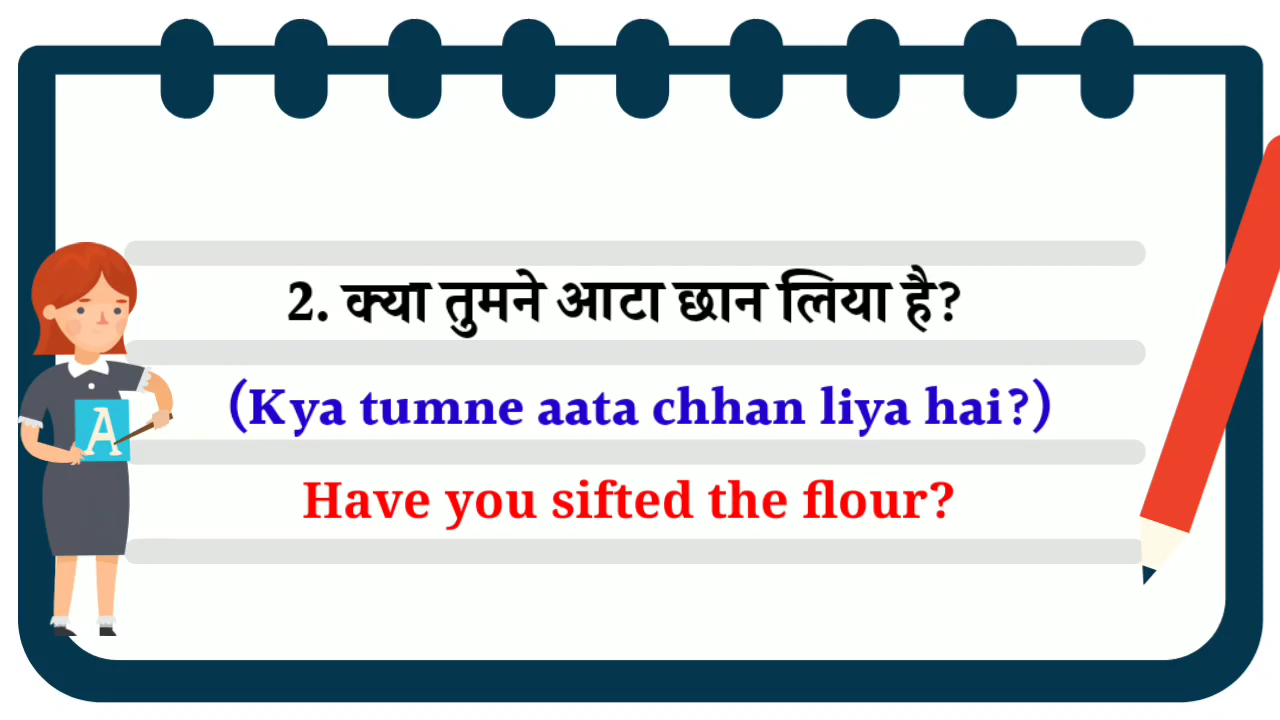 2. क्या तुमने आटा छान लिया है?
(Kya tumne aata chhan liya hai?)
A
Have you sifted the flour?